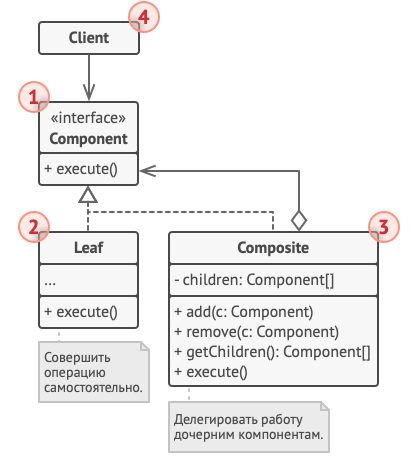 4
Client
1
«interface»
Component
+ execute()
2
Leaf
...
+ execute()
Совершить
операцию
самостоятельно.
3
Composite
- children: Component[]
+ add(c: Component)
+ remove(c: Component)
+ getChildren(): Component[]
+ execute()
Делегировать работу
дочерним компонентам.